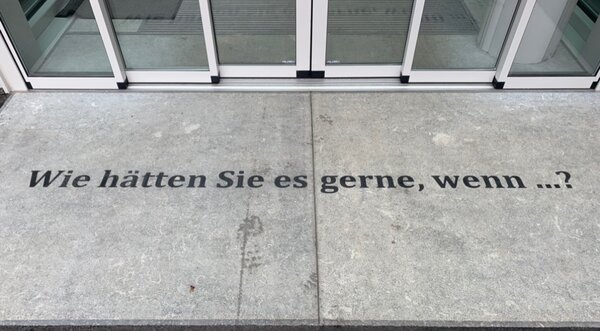 Wie hätten Sie es gerne, wenn ...?